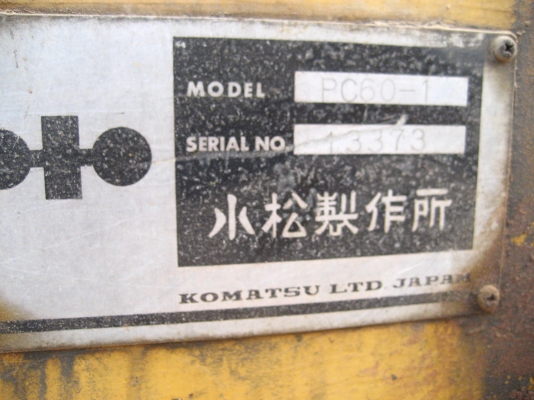 MODEL PC60-1
SERIAL NO. 13373
小松製作所
KOMATSU LTD. JAPAN